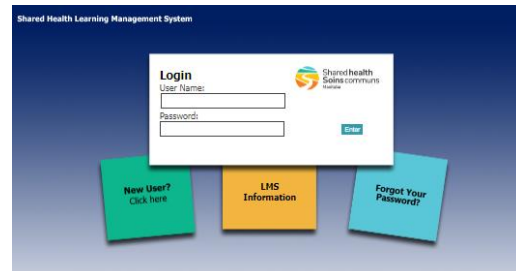 Shared Health Learning Management System
Login
Shared health
Soins communs
Manitoba
User Name:
Password:
Enter
New User?
Click here
LMS
Information
Forgot Your
Password?